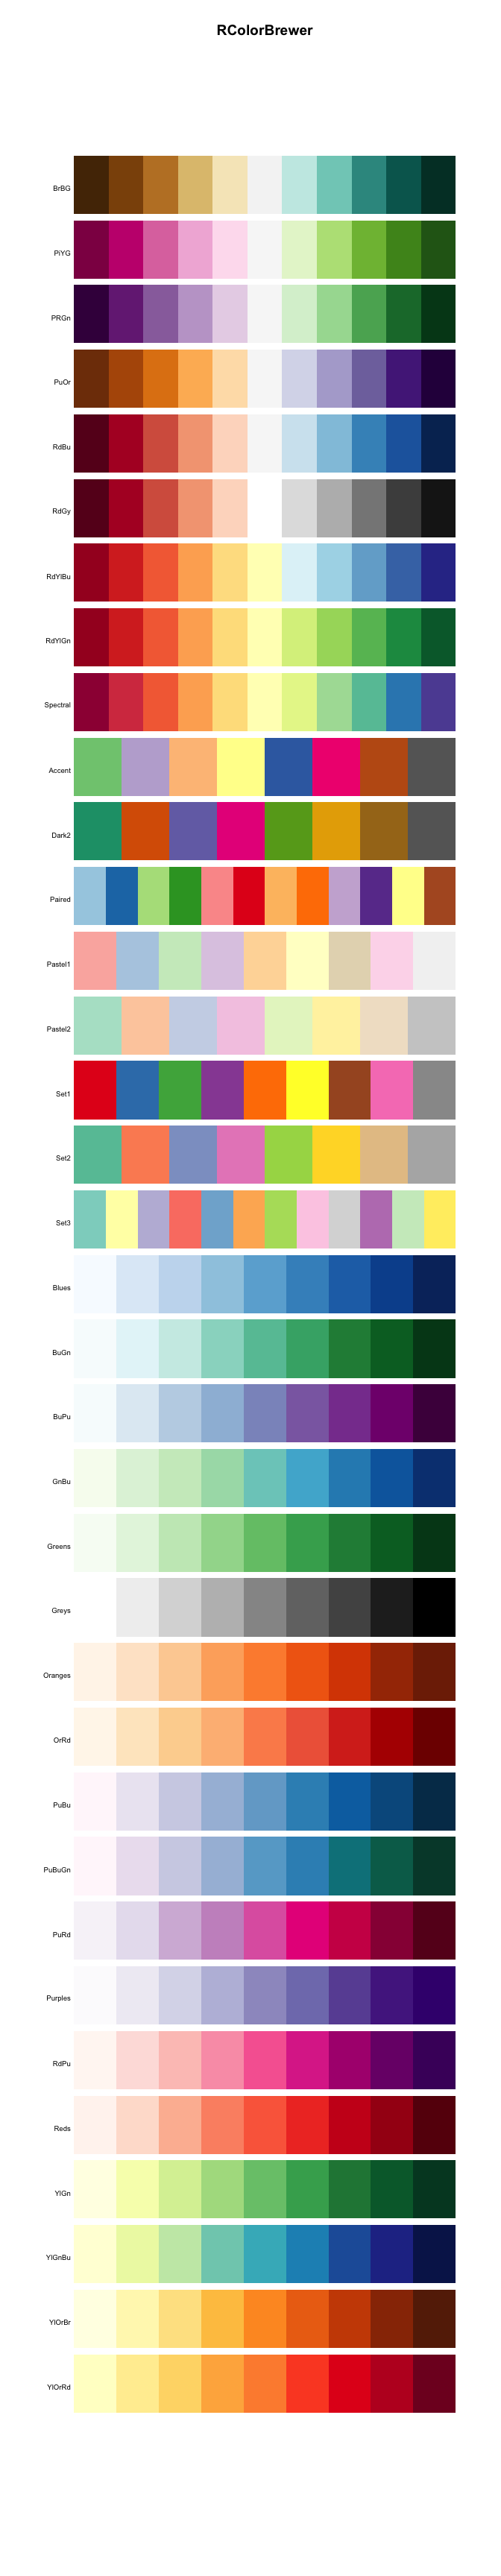 RColorBrewer
BrBG
PiYG
PRGn
PuOr
RdBu
RdGy
RdYlBu
RdYlGn
Spectral
Accent
Dark2
Paired
Pastel1
Pastel2
Set1
Set2
Set3
Blues
BuGn
BuPu
GnBu
Greens
Greys
Oranges
OrRd
PuBu
PuBuGn
PuRd
Purples
RdPu
Reds
YlGn
YlGnBu
YlOrBr
YlOrRd